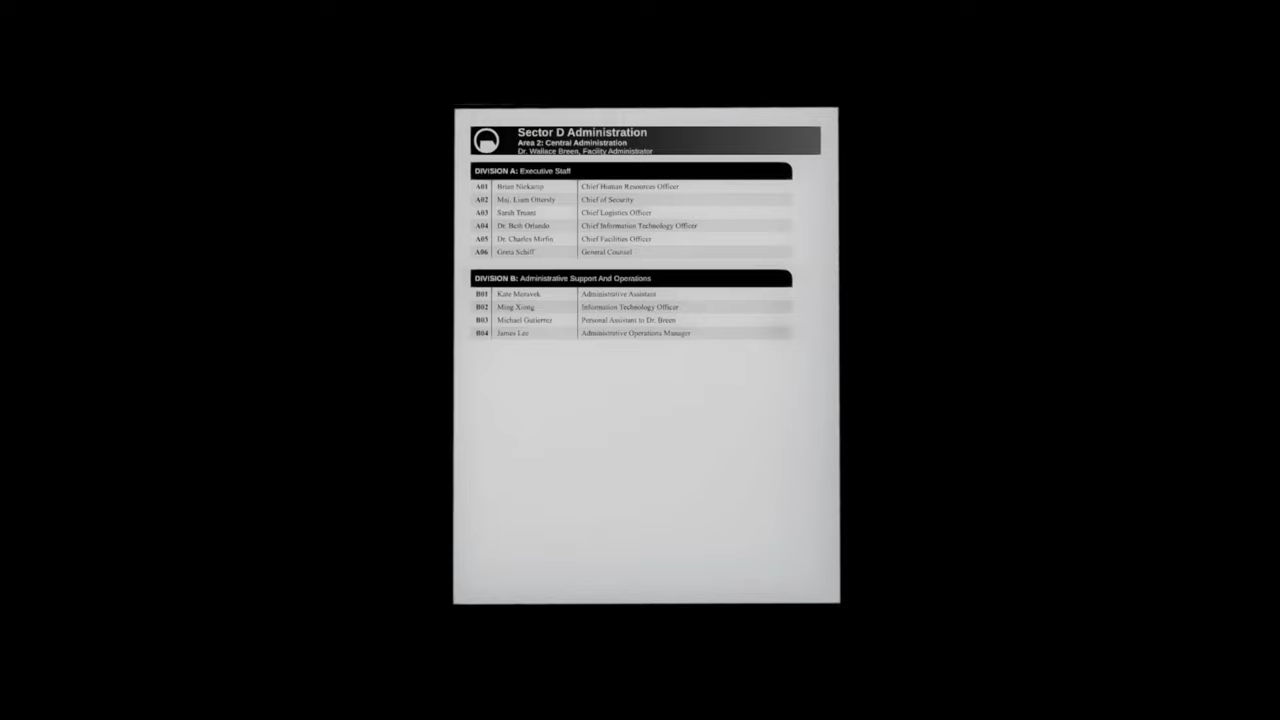 Sector D Administration
Area 2: Central Administration
Dr. Wallace Breen, Facility Administrator
DIVISION A: Executive Staff
A01 Brian Niekamp Chief Human Resources Officer
A02 Maj. Liam Ottersly Chief of Security
A03 Sarah Chief Logistics Officer
A04 Dr. Beth Orlando Chief Information Technology Officer
A05 Dr. Charles Mirfin Chief Facilities Officer
A06 Greta Schiff General Counsel
DIVISION B: Administrative Support And Operations
B01 Kate Moravek Administrative Assistant
B02 Ming Xiong Information Technology Officer
B03 Michael Gutierrez Personal Assistant to Dr. Breen
B04 James Lee Administrative Operations Manager